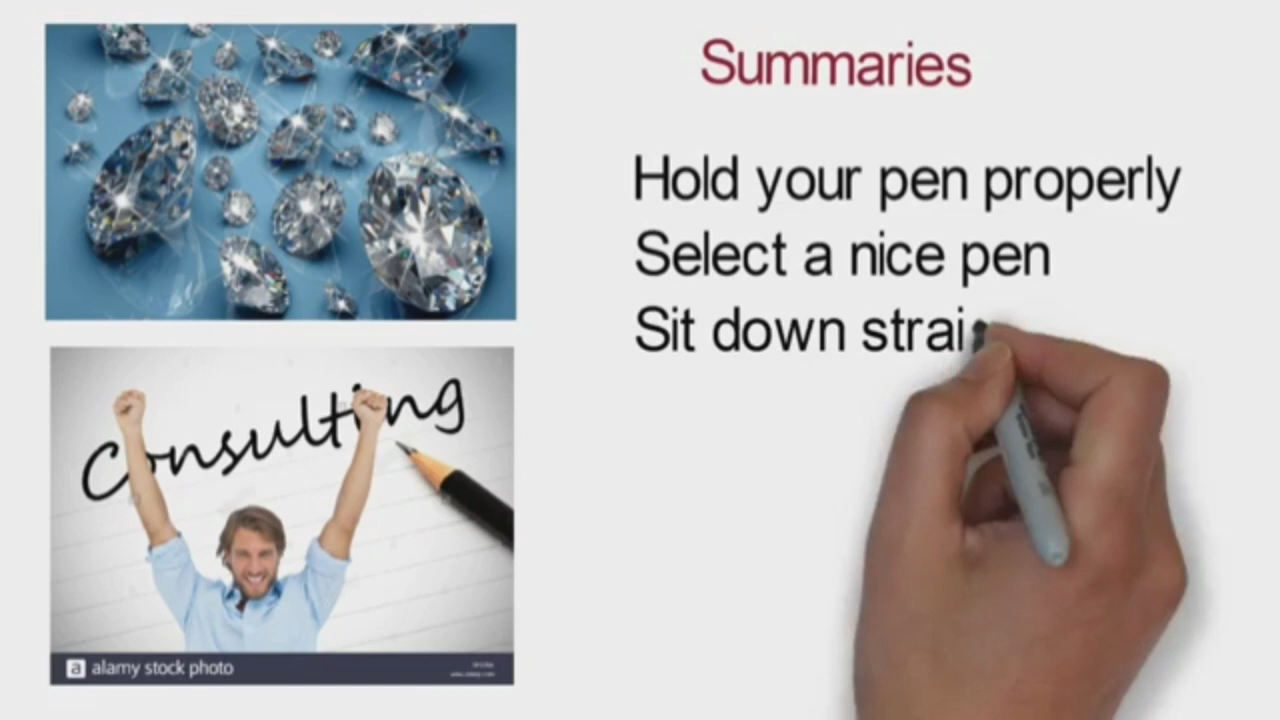 Summaries
Hold your pen properly
Select a nice pen
Sit down strai
Consulting
a alamy stock photo